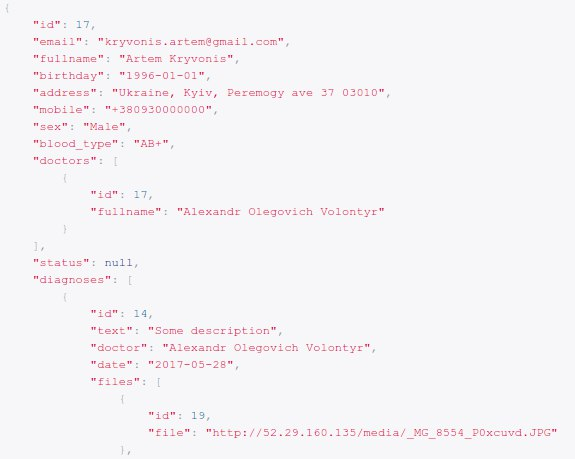 {
"id": 17,
"email": "kryvonis.artem@gmail.com",
"fullname": "Artem Kryvonis",
"birthday": "1996-01-01",
"address": "Ukraine, Kyiv, Peremogy ave 37 03010",
"mobile": "+380930000000",
"sex": "Male",
"blood_type": "AB+",
"doctors": [
{
"id": 17,
"fullname": "Alexandr Olegovich Volontyr"
}
],
"status": null,
"diagnoses": [
{
"id": 14,
"text": "Some description",
"doctor": "Alexandr Olegovich Volontyr",
"date": "2017-05-28",
"files": [
{
"id": 19,
"file": "http://52.29.160.135/media/_MG_8554_P0xcuvd.JPG"
},